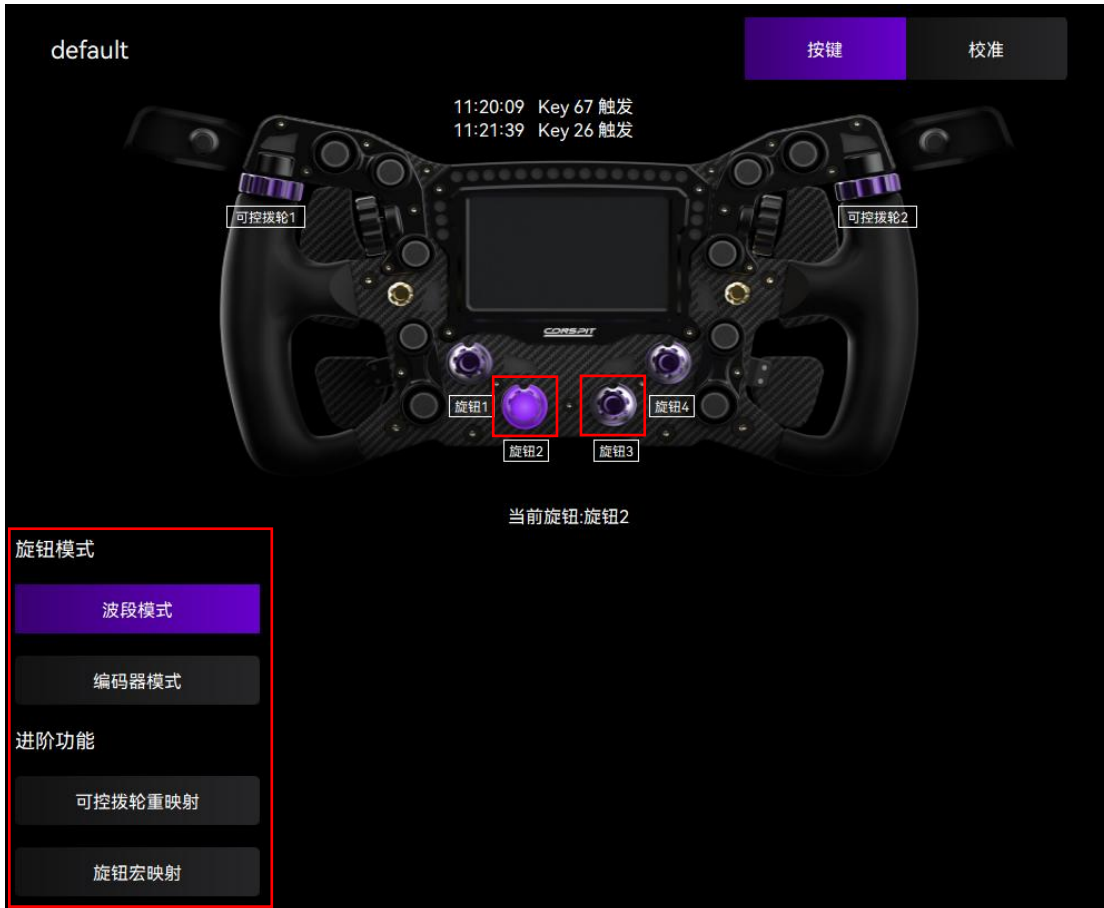 default
按键
校准
11:20:09 Key 67 触发
11:21:39 Key 26 触发
可控拨轮1
可控拨轮2
CORSPIT
旋钮1
旋钮4
旋钮2
旋钮3
当前旋钮:旋钮2
旋钮模式
波段模式
编码器模式
进阶功能
可控拨轮重映射
旋钮宏映射